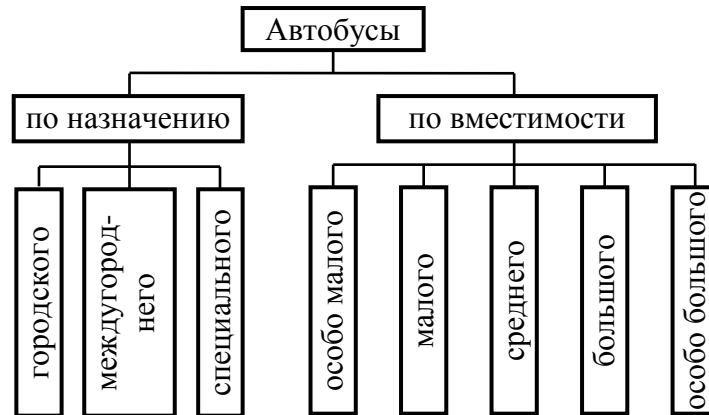 Автобусы
по назначению
по вместимости
городского
междугород-
него
специального
особо малого
малого
среднего
большого
особо большого